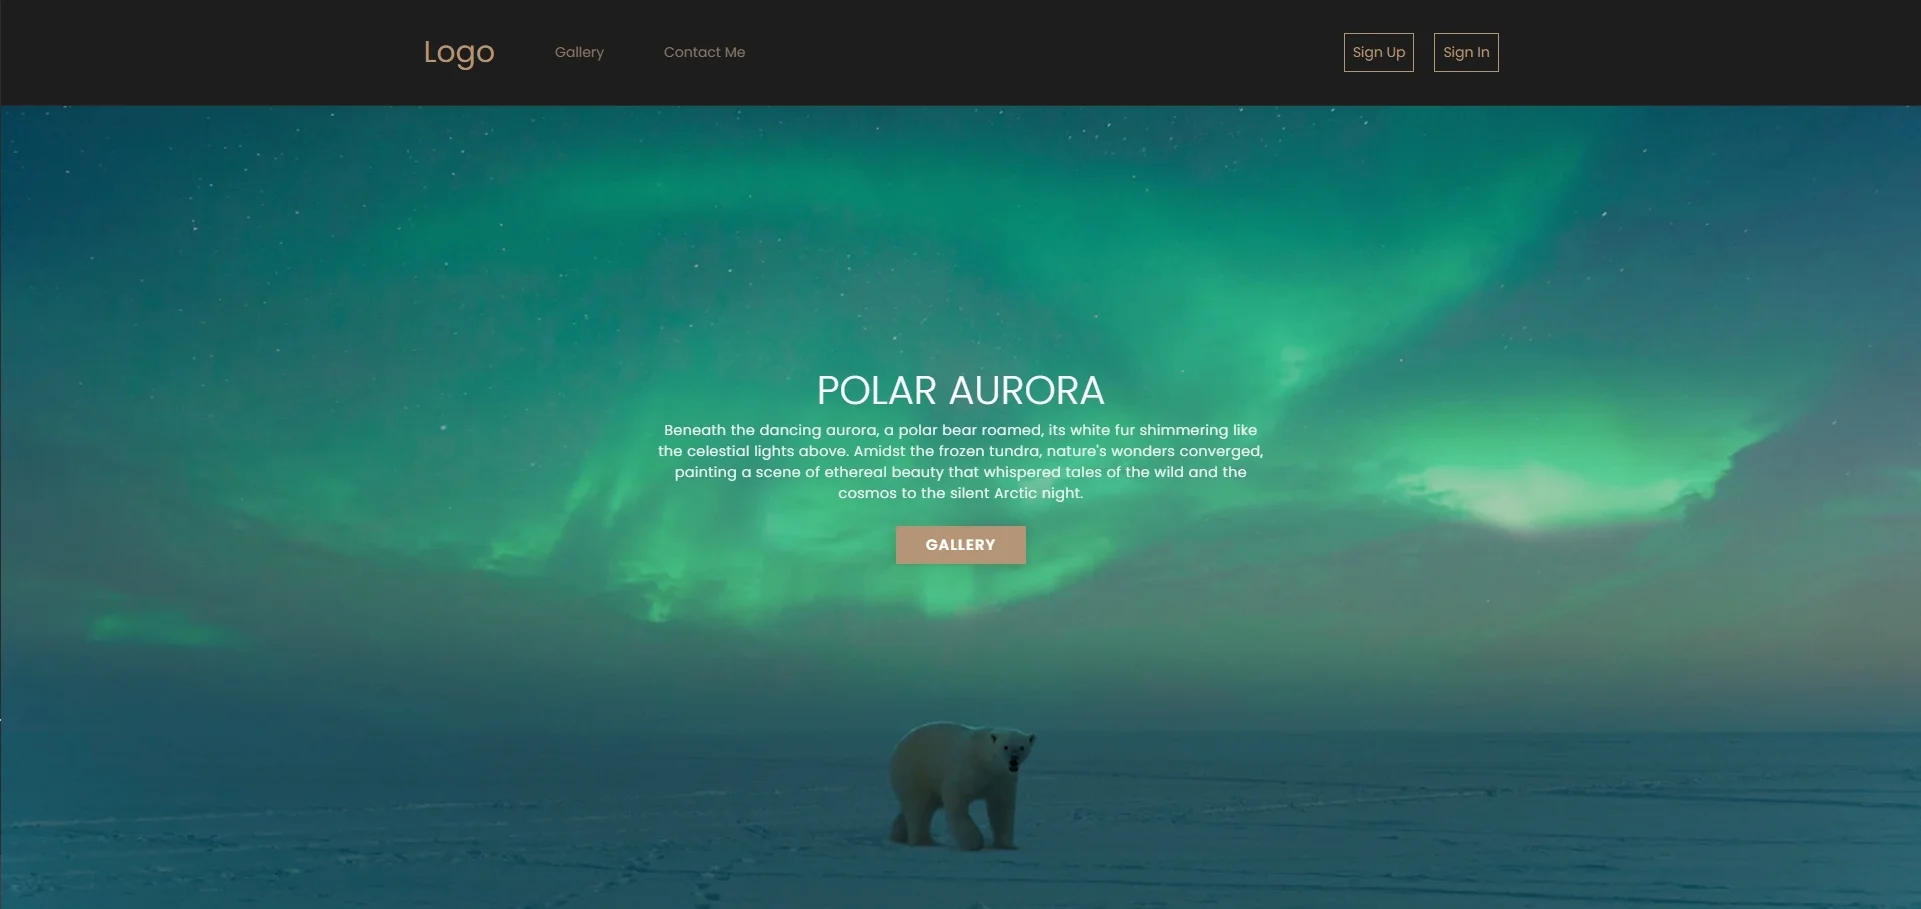 Logo
Gallery
Contact Me
Sign Up
Sign In
POLAR AURORA
Beneath the dancing aurora, a polar bear roamed, its white fur shimmering like
the celestial lights above. Amidst the frozen tundra, nature's wonders converged,
painting a scene of ethereal beauty that whispered tales of the wild and the
cosmos to the silent Arctic night.
GALLERY